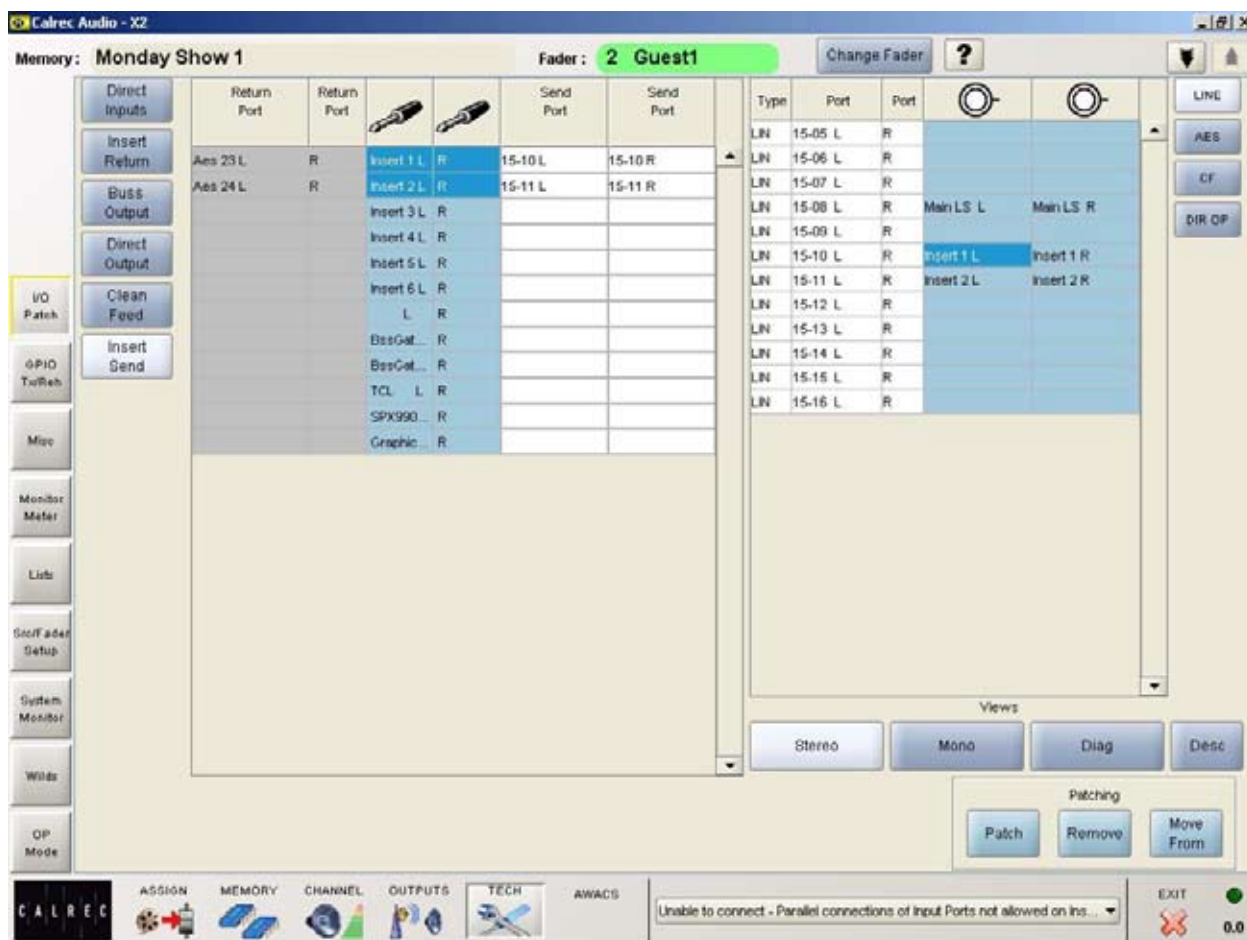 Calrec Audio - X2
Memory: Monday Show 1 Fader: 2 Guest1 Change Fader ?
Direct Inputs
Insert Return
Buss Output
Direct Output
Clean Feed
Insert Send
I/O Patch
GPIO Tx/Reh
Misc
Monitor Meter
Lists
Src/Fader Setup
System Monitor
Wilds
OP Mode
Return Port Return Port Send Port Send Port
Aes 23 L R Insert 1 L R 15-10 L 15-10 R
Aes 24 L R Insert 2 L R 15-11 L 15-11 R
Insert 3 L R
Insert 4 L R
Insert 5 L R
Insert 6 L R
L R
BssGat... R
BssGat... R
TCL L R
SPX990... R
Graphic... R
Type Port Port
LIN 15-05 L R
LIN 15-06 L R
LIN 15-07 L R
LIN 15-08 L R Main LS L Main LS R
LIN 15-09 L R
LIN 15-10 L R Insert 1 L Insert 1 R
LIN 15-11 L R Insert 2 L Insert 2 R
LIN 15-12 L R
LIN 15-13 L R
LIN 15-14 L R
LIN 15-15 L R
LIN 15-16 L R
LINE
AES
CF
DIR OP
Views
Stereo Mono Diag Desc
Patching
Patch Remove Move From
CALREC ASSIGN MEMORY CHANNEL OUTPUTS TECH AWACS
Unable to connect - Parallel connections of Input Ports not allowed on Ins...
EXIT
0.0